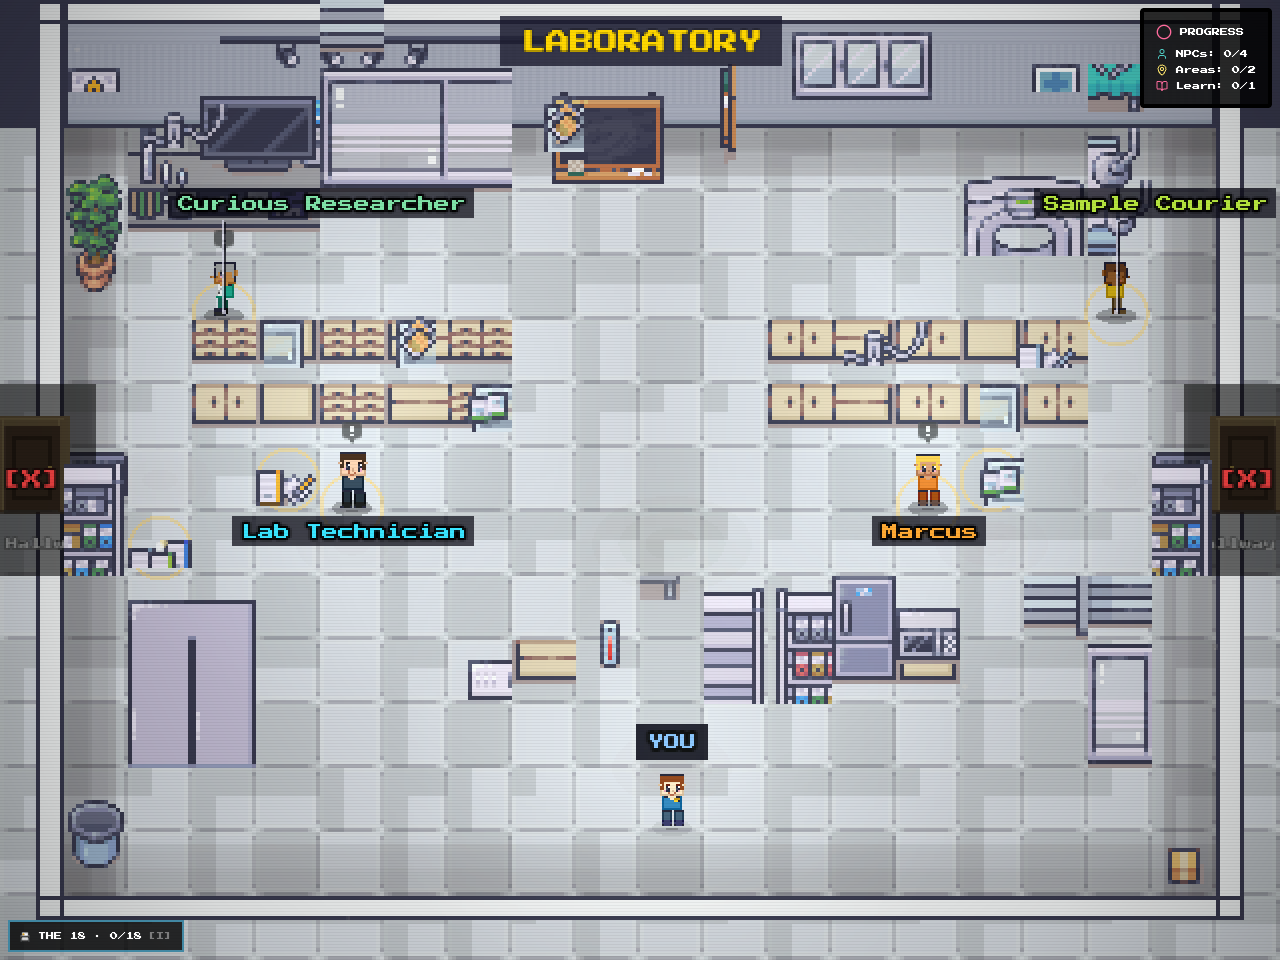 LABORATORY
PROGRESS
NPCs: 0/4
Areas: 0/2
Learn: 0/1
Curious Researcher
Sample Courier
[X]
[X]
Lab Technician
Marcus
YOU
THE 18 · 0/18 [I]